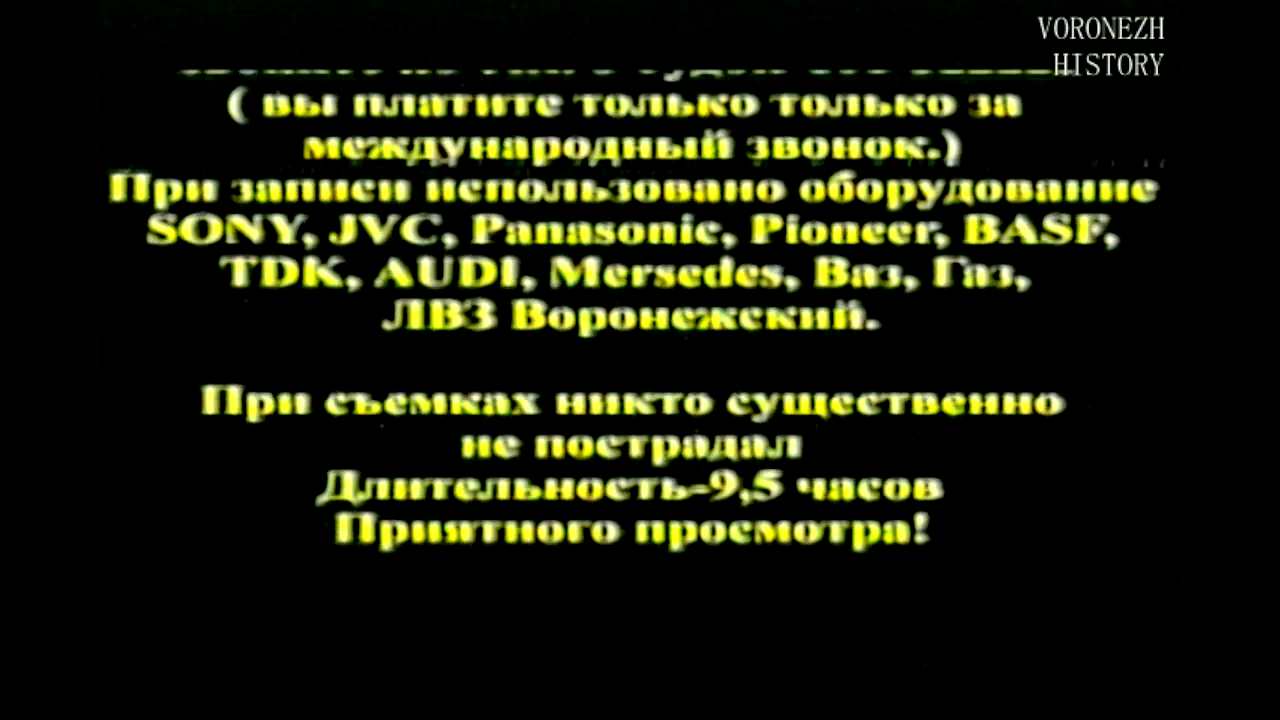 VORONEZH
HISTORY
( вы платите только только за
международный звонок.)
При записи использовано оборудование
SONY, JVC, Panasonic, Pioneer, BASF,
TDK, AUDI, Mersedes, Ваз, Газ,
ЛВЗ Воронежский.
При съемках никто существенно
не пострадал
Длительность-9,5 часов
Приятного просмотра!